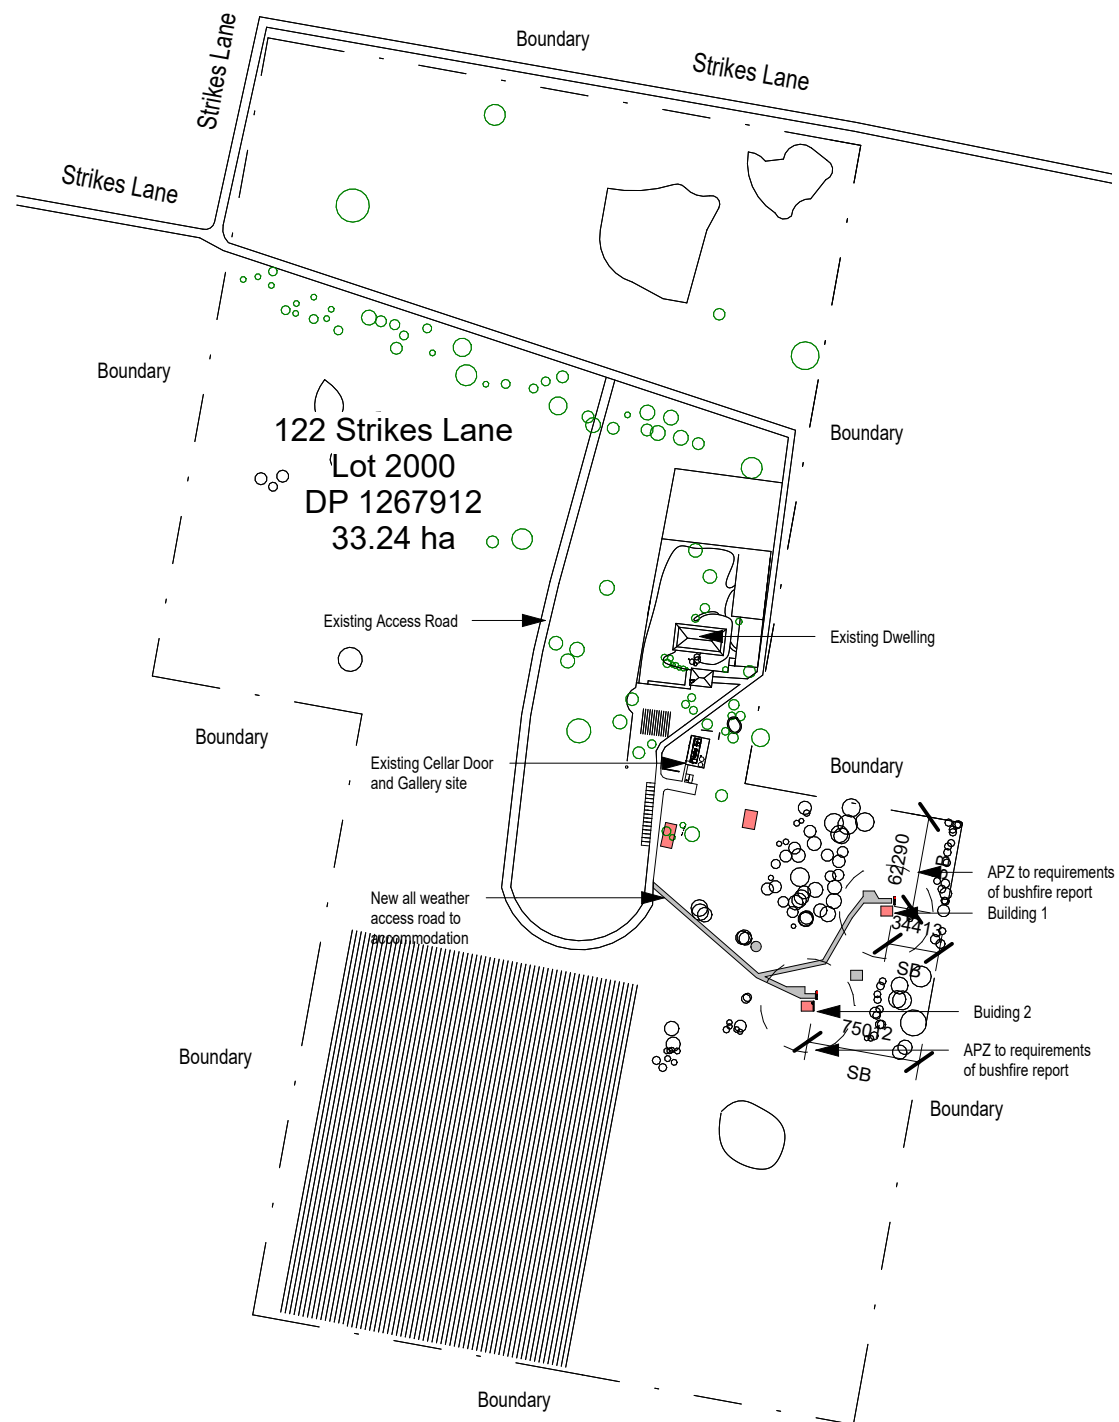 Boundary
Strikes Lane
Strikes Lane
Strikes Lane
Boundary
Boundary
122 Strikes Lane
Lot 2000
DP 1267912
33.24 ha
Existing Access Road
Existing Dwelling
Boundary
Existing Cellar Door
and Gallery site
Boundary
62290
B
APZ to requirements
of bushfire report
New all weather
access road to
accommodation
Building 1
34413
SB
Buiding 2
75012
APZ to requirements
of bushfire report
SB
Boundary
Boundary
Boundary